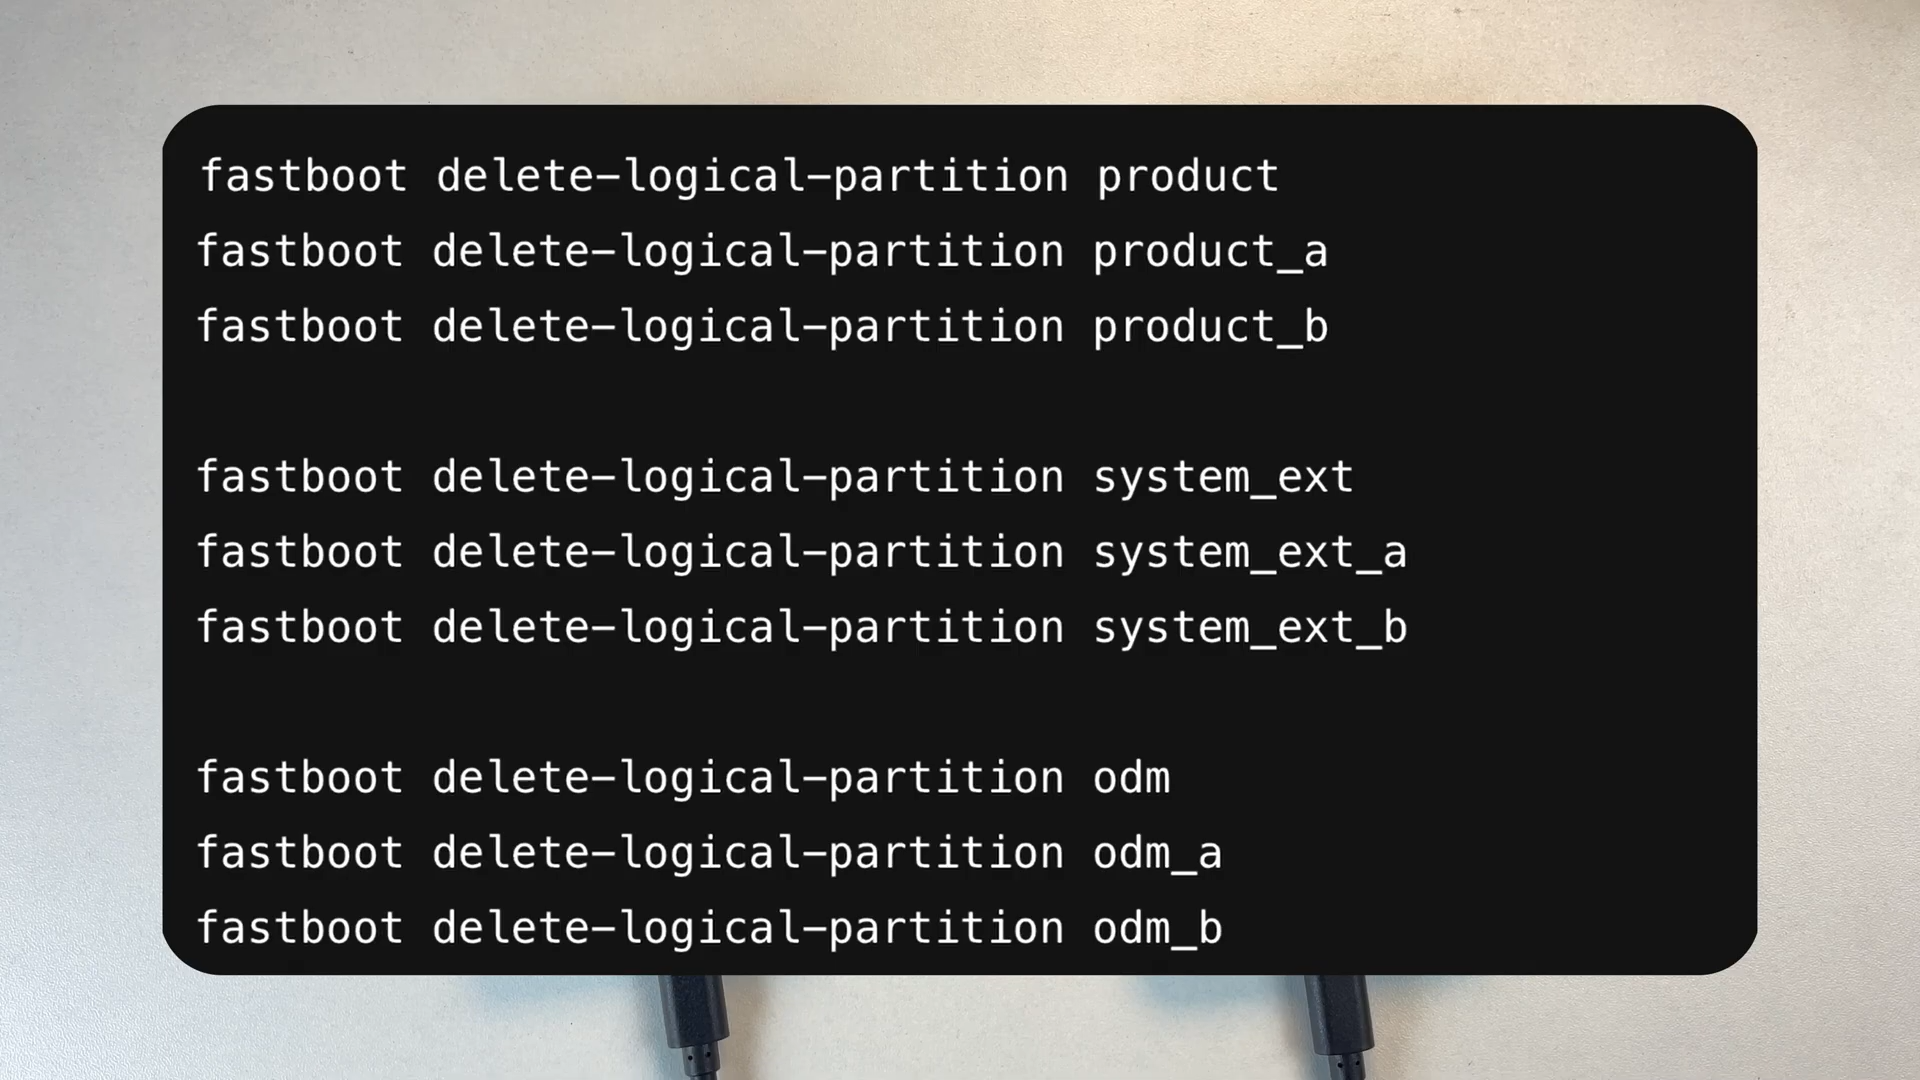 fastboot delete-logical-partition product
fastboot delete-logical-partition product_a
fastboot delete-logical-partition product_b
fastboot delete-logical-partition system_ext
fastboot delete-logical-partition system_ext_a
fastboot delete-logical-partition system_ext_b
fastboot delete-logical-partition odm
fastboot delete-logical-partition odm_a
fastboot delete-logical-partition odm_b